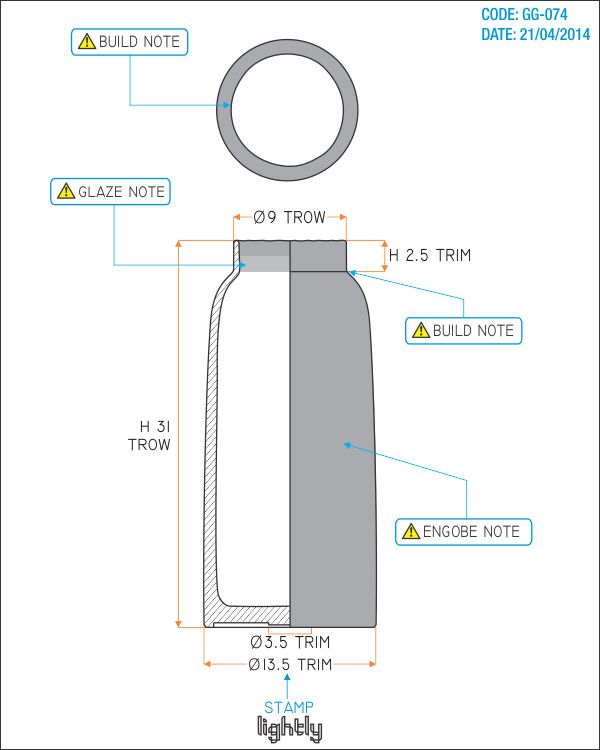 CODE: GG-074
DATE: 21/04/2014
BUILD NOTE
GLAZE NOTE
Ø9 TROW
H 2.5 TRIM
BUILD NOTE
H 31
TROW
ENGOBE NOTE
Ø3.5 TRIM
Ø13.5 TRIM
STAMP
lightly